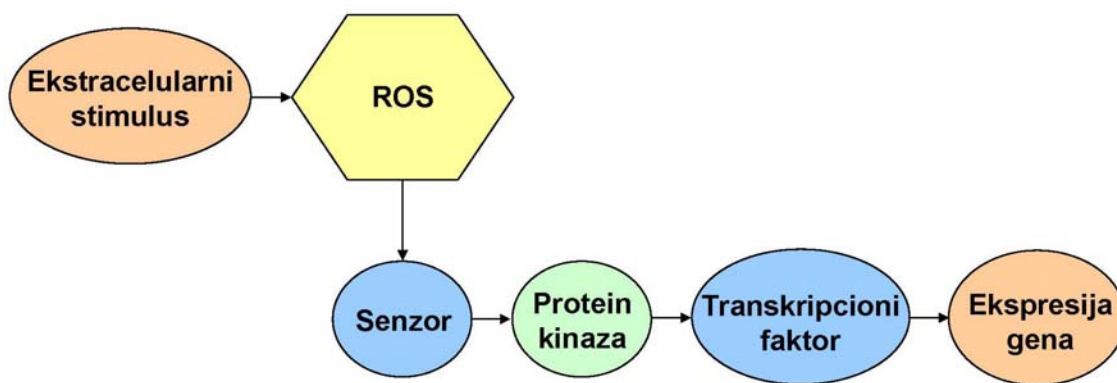 Ekstracelularni
stimulus
ROS
Senzor
Protein
kinaza
Transkripcioni
faktor
Ekspresija
gena